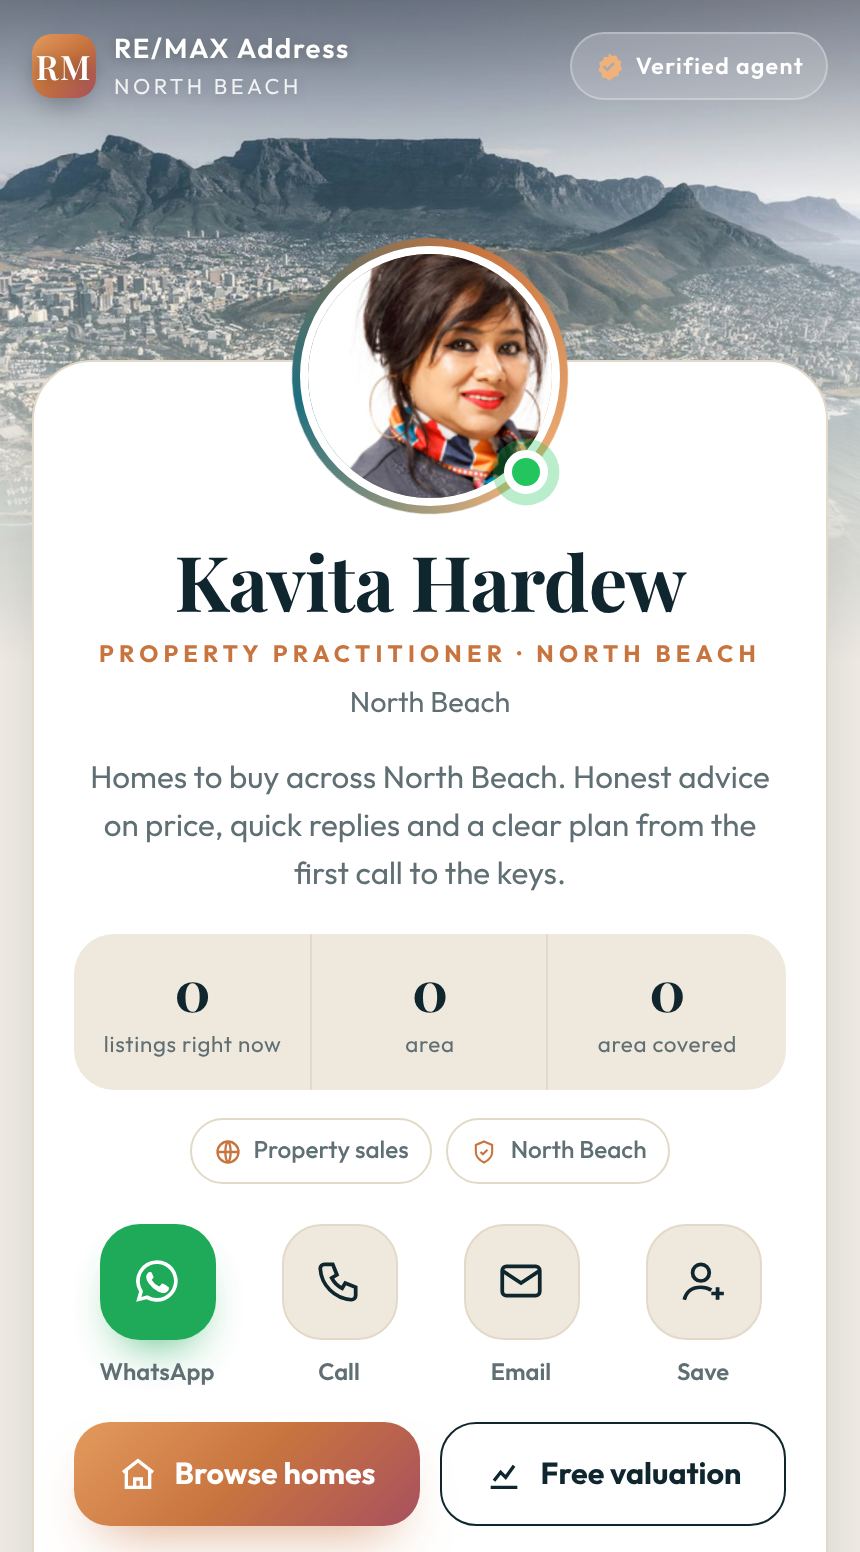 RM
RE/MAX Address
NORTH BEACH
Verified agent
Kavita Hardew
PROPERTY PRACTITIONER · NORTH BEACH
North Beach
Homes to buy across North Beach. Honest advice
on price, quick replies and a clear plan from the
first call to the keys.
0
listings right now
0
area
0
area covered
Property sales
North Beach
WhatsApp
Call
Email
Save
Browse homes
Free valuation